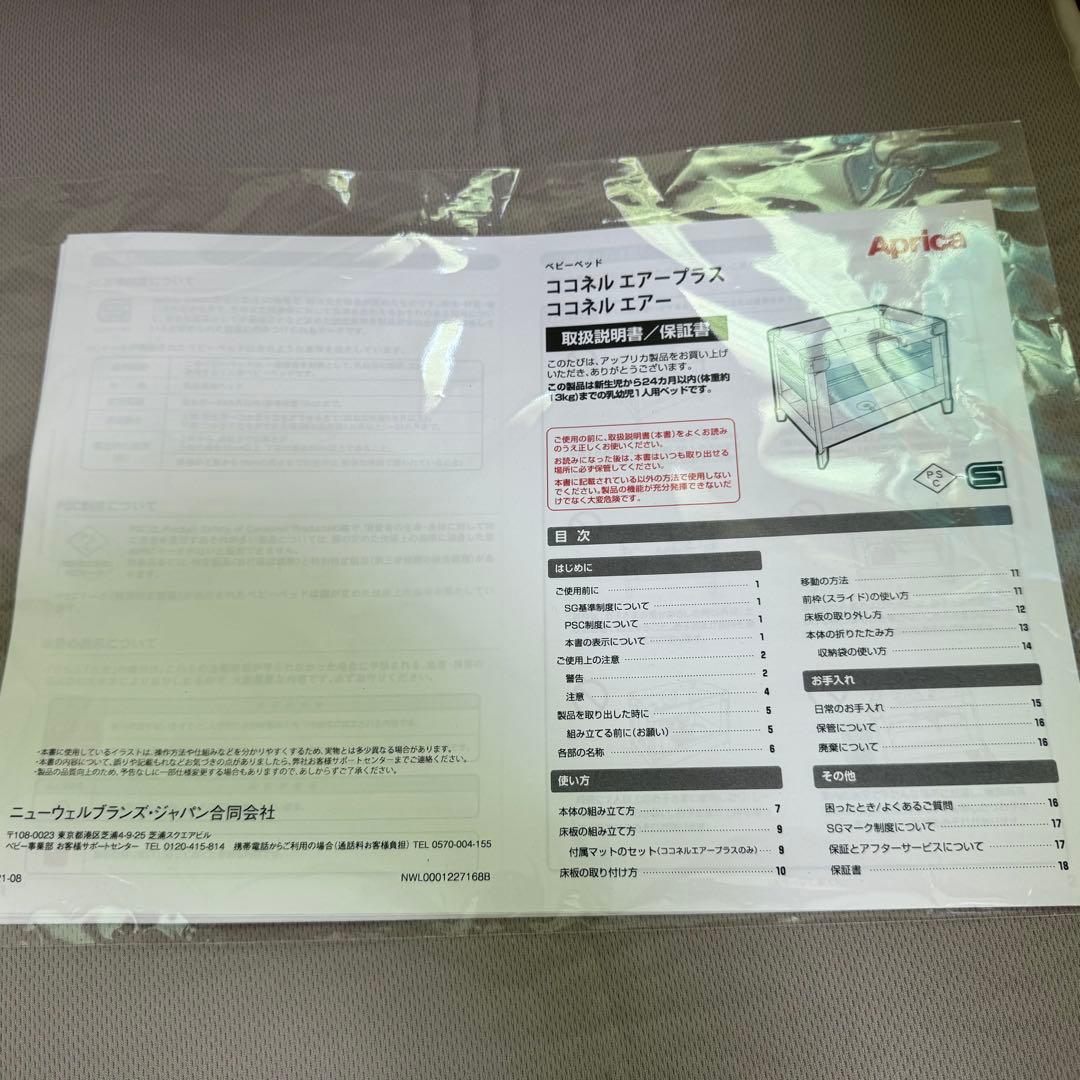 Aprica
ベビーベッド
ココネル エアープラス
ココネル エアー
取扱説明書/保証書
このたびは、アップリカ製品をお買い上げ
いただき、ありがとうございます。
この製品は新生児から24カ月以内(体重約
13kg)までの乳幼児1人用ベッドです。
ご使用の前に、取扱説明書(本書)をよくお読み
のうえ正しくお使いください。
お読みになった後は、本書はいつも取り出せる
場所に必ず保管してください。
本書に記載されている以外の方法で使用しない
でください。製品の機能が充分発揮できないだ
けでなく大変危険です。
PS
C
目 次
はじめに
ご使用前に 1
SG基準制度について 1
PSC制度について 1
本書の表示について 1
ご使用上の注意 2
警告 2
注意 4
製品を取り出した時に 5
組み立てる前に(お願い) 5
各部の名称 6
使い方
本体の組み立て方 7
床板の組み立て方 9
付属マットのセット(ココネルエアープラスのみ) 9
床板の取り付け方 10
移動の方法 11
前枠(スライド)の使い方 11
床板の取り外し方 12
本体の折りたたみ方 13
収納袋の使い方 14
お手入れ
日常のお手入れ 15
保管について 16
廃棄について 16
その他
困ったとき/よくあるご質問 16
SGマーク制度について 17
保証とアフターサービスについて 17
保証書 18
・本書に使用しているイラストは、操作方法や仕組みなどを分かりやすくするため、実物とは多少異なる場合があります。
・本書の内容について、誤りや記載もれなどお気づきの点がありましたら、弊社お客様サポートセンターまでご連絡ください。
・製品の品質向上のため、予告なしに一部仕様変更する場合もありますので、あしからずご了承ください。
ニューウェルブランズ・ジャパン合同会社
〒108-0023 東京都港区芝浦4-9-25 芝浦スクエアビル
ベビー事業部 お客様サポートセンター TEL 0120-415-814 携帯電話からご利用の場合(通話料お客様負担) TEL 0570-004-155
1-08 NWL0001227168B